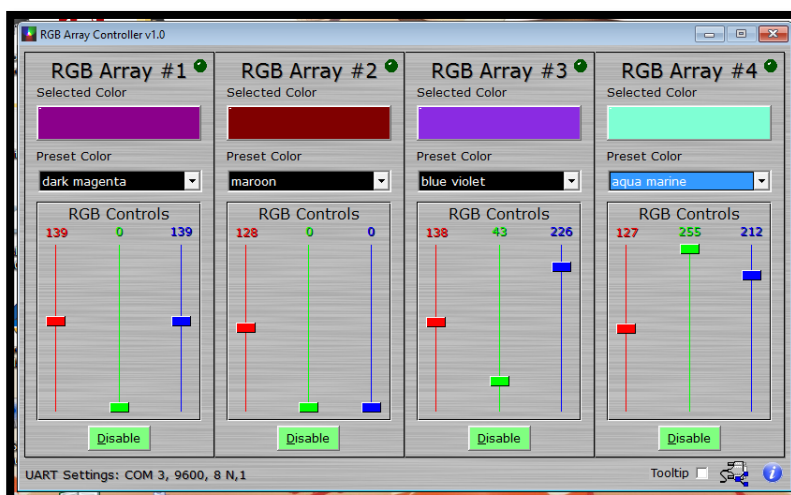 RGB Array Controller v1.0
RGB Array #1
Selected Color
Preset Color
dark magenta
RGB Controls
139 0 139
Disable
RGB Array #2
Selected Color
Preset Color
maroon
RGB Controls
128 0 0
Disable
RGB Array #3
Selected Color
Preset Color
blue violet
RGB Controls
138 43 226
Disable
RGB Array #4
Selected Color
Preset Color
aqua marine
RGB Controls
127 255 212
Disable
UART Settings: COM 3, 9600, 8 N,1
Tooltip